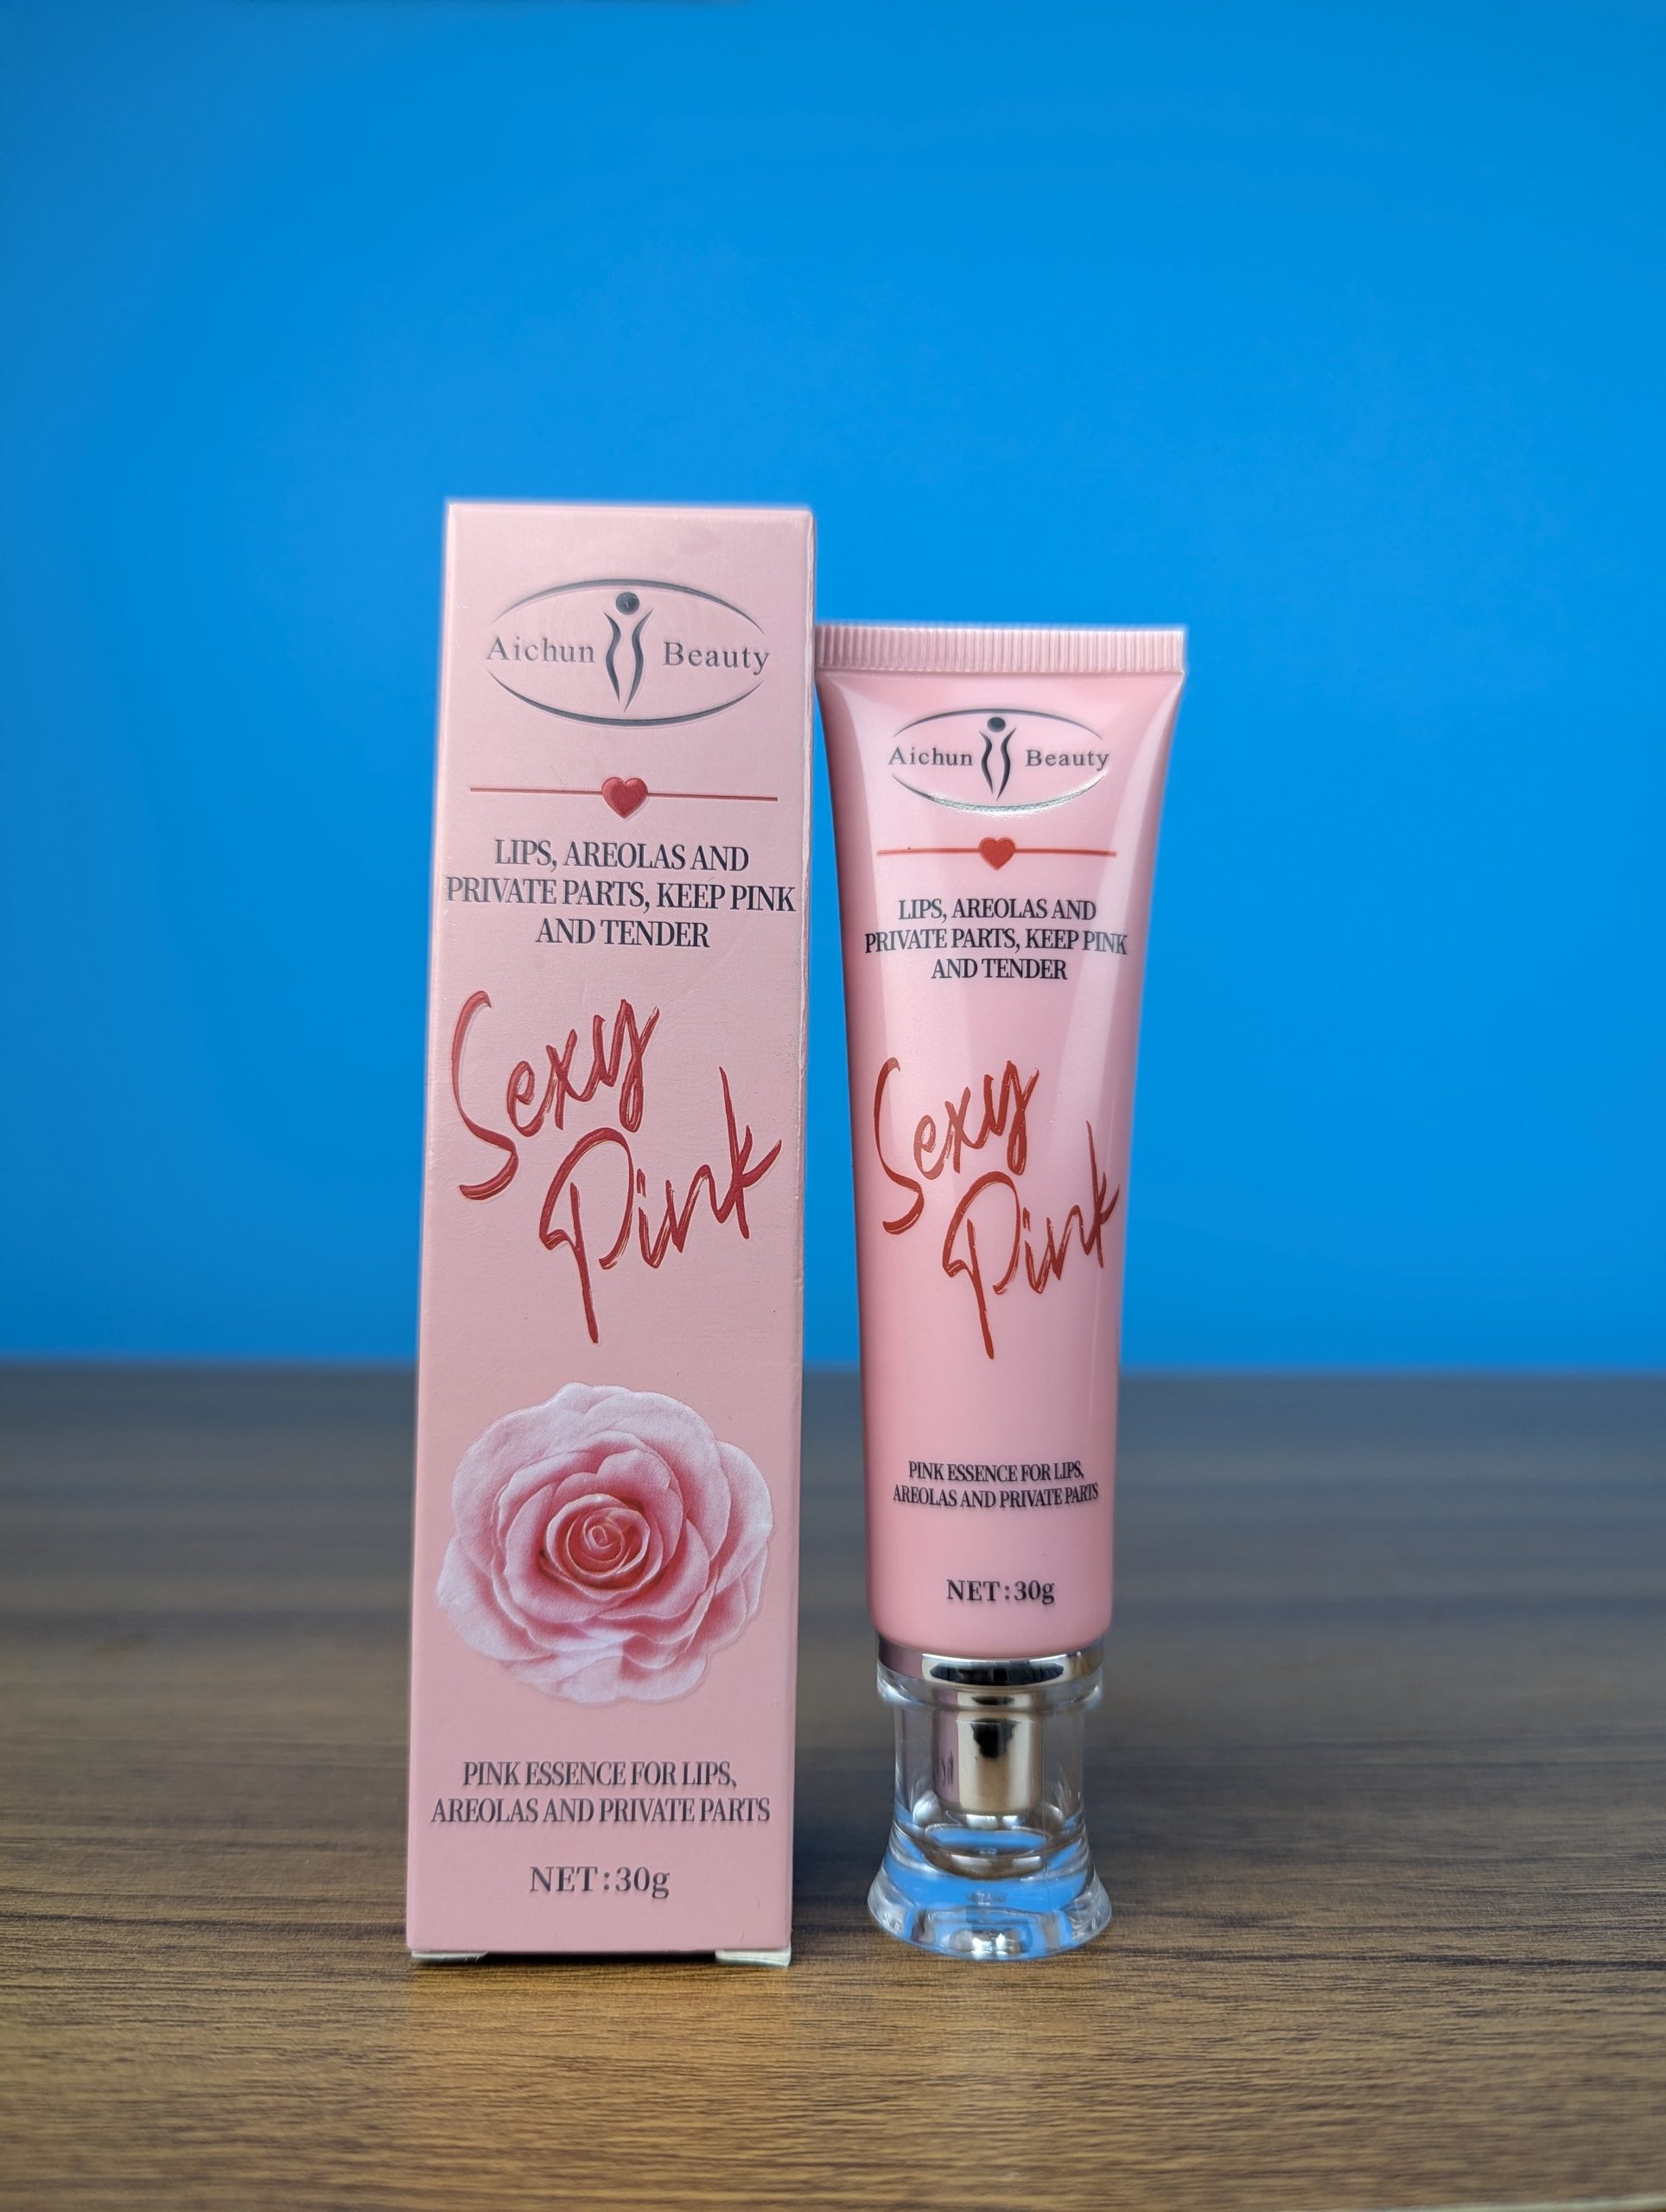 Aichun Beauty
LIPS, AREOLAS AND
PRIVATE PARTS, KEEP PINK
AND TENDER
Sexy
Pink
PINK ESSENCE FOR LIPS,
AREOLAS AND PRIVATE PARTS
NET:30g
Aichun Beauty
LIPS, AREOLAS AND
PRIVATE PARTS, KEEP PINK
AND TENDER
Sexy
Pink
PINK ESSENCE FOR LIPS,
AREOLAS AND PRIVATE PARTS
NET:30g